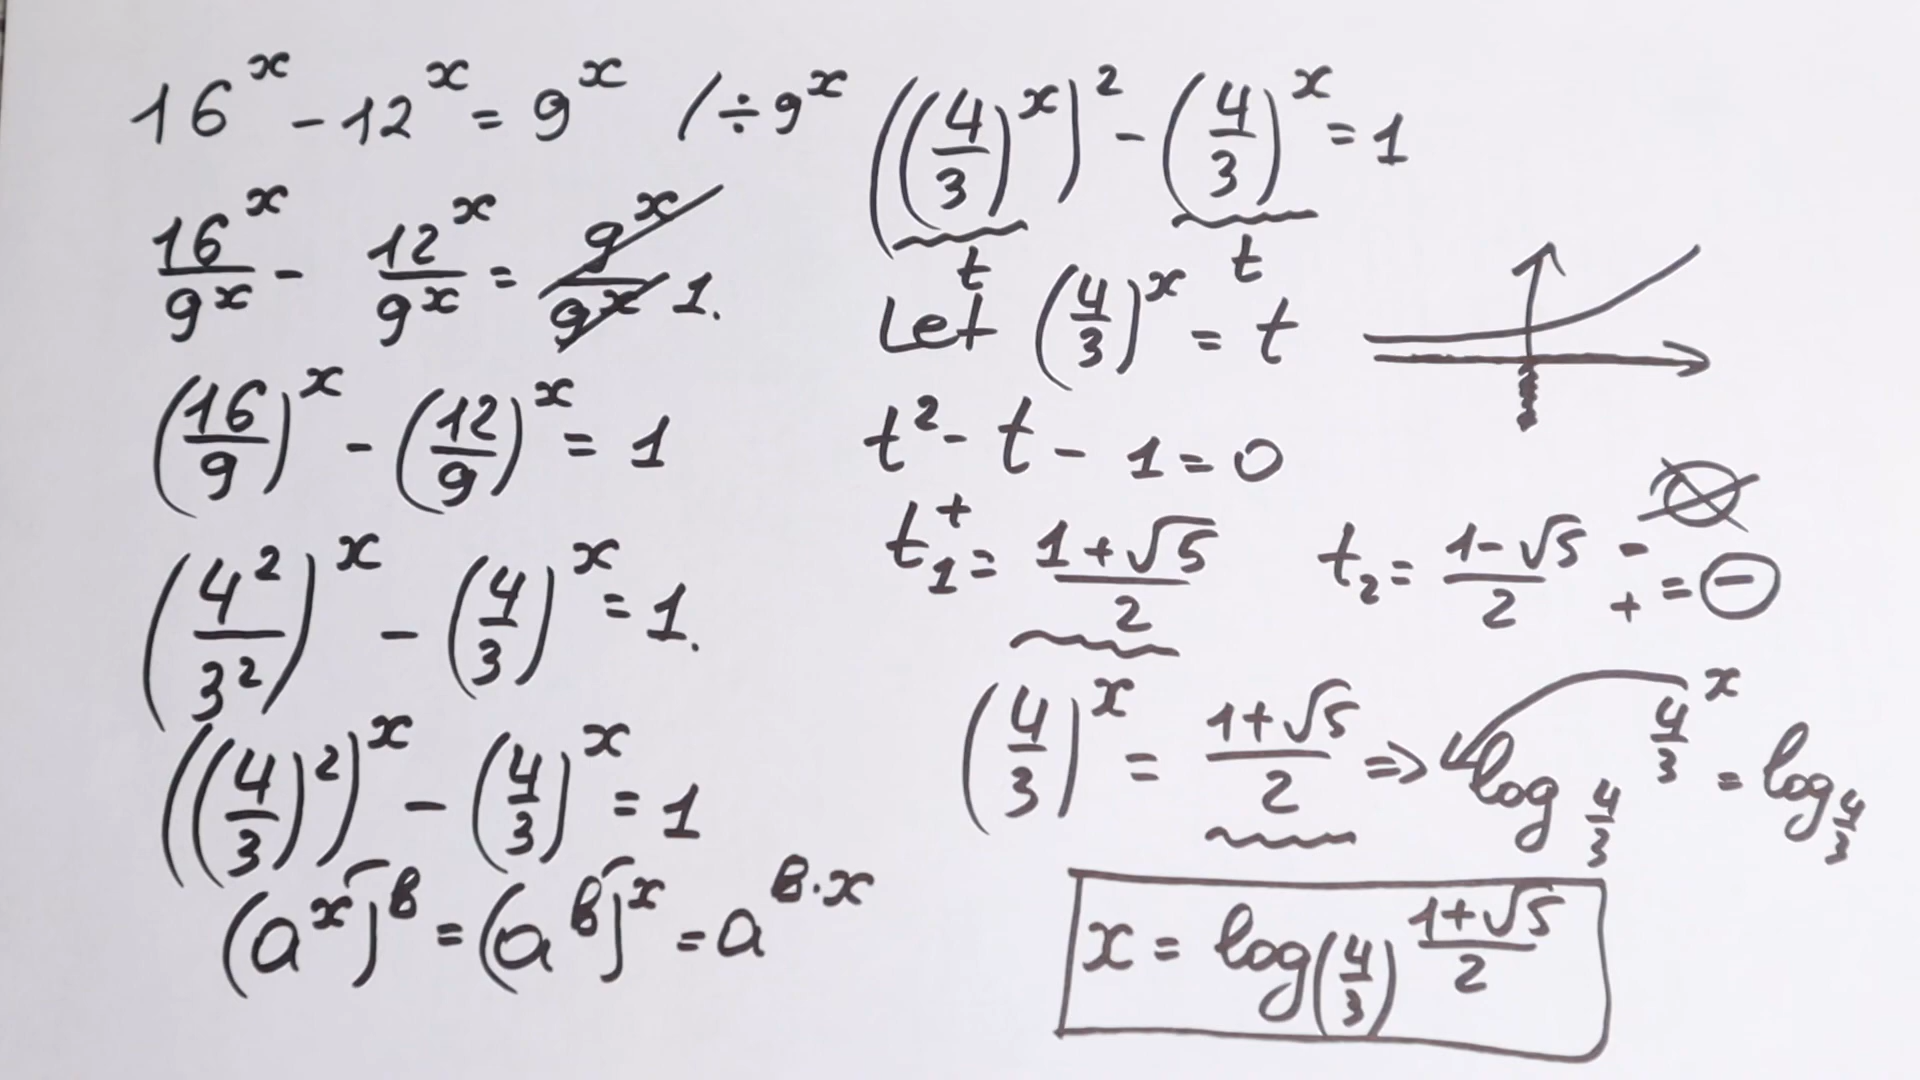 16^x - 12^x = 9^x / ÷ 9^x
16^x/9^x - 12^x/9^x = 9^x/9^x 1.
(16/9)^x - (12/9)^x = 1
(4²/3²)^x - (4/3)^x = 1.
((4/3)²)^x - (4/3)^x = 1
(a^x)^b = (a^b)^x = a^(b·x)
((4/3)^x)² - (4/3)^x = 1
t t
Let (4/3)^x = t
t² - t - 1 = 0
t₁⁺ = (1+√5)/2 t₂ = (1-√5)/2 -/+ = ⊖
(4/3)^x = (1+√5)/2 ⇒ log_(4/3) 4/3^x = log_(4/3)
x = log_(4/3) (1+√5)/2